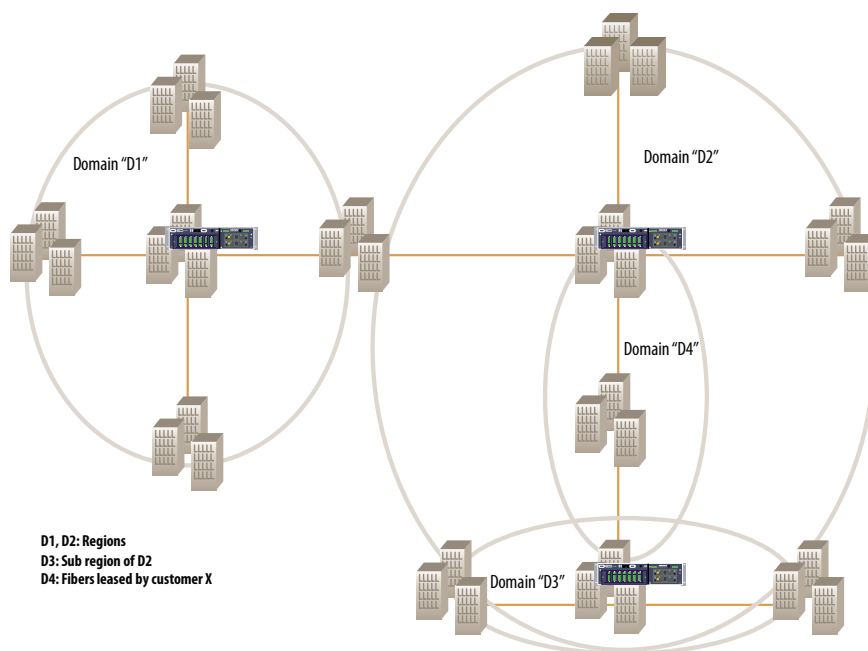 Domain “D1”
Domain “D2”
Domain “D4”
Domain “D3”
D1, D2: Regions
D3: Sub region of D2
D4: Fibers leased by customer X